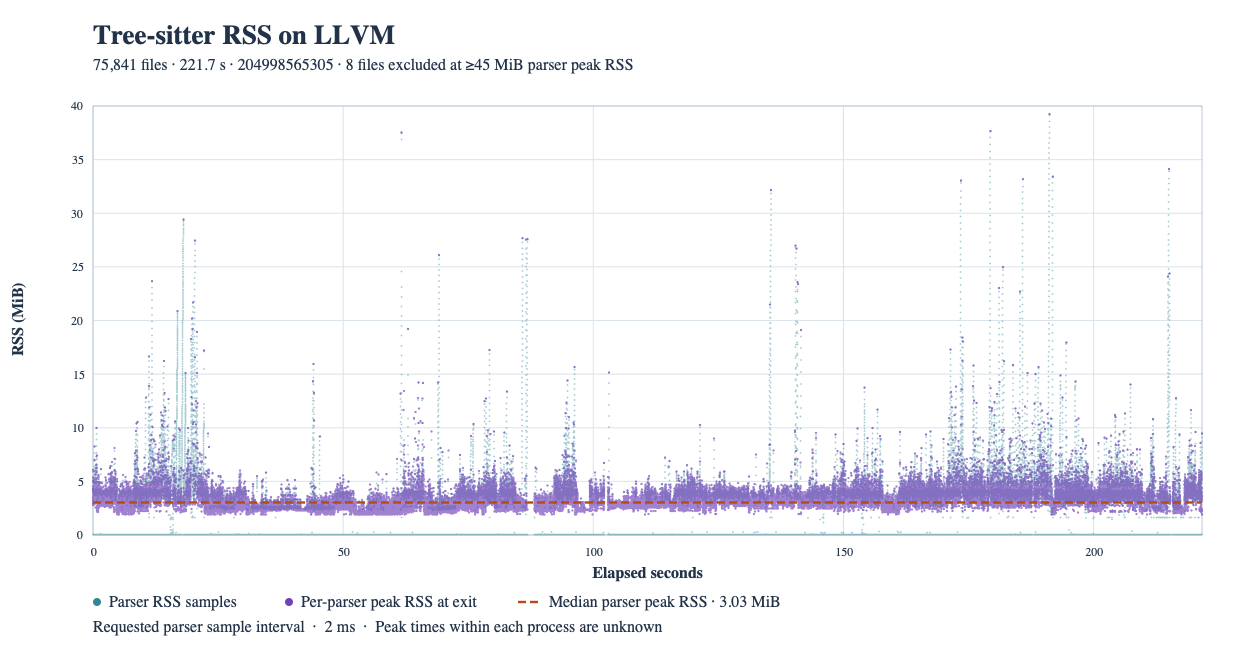 Tree-sitter RSS on LLVM
75,841 files · 221.7 s · 204998565305 · 8 files excluded at ≥45 MiB parser peak RSS
40
35
30
25
20
15
10
5
0
RSS (MiB)
0 50 100 150 200
Elapsed seconds
Parser RSS samples Per-parser peak RSS at exit Median parser peak RSS · 3.03 MiB
Requested parser sample interval · 2 ms · Peak times within each process are unknown